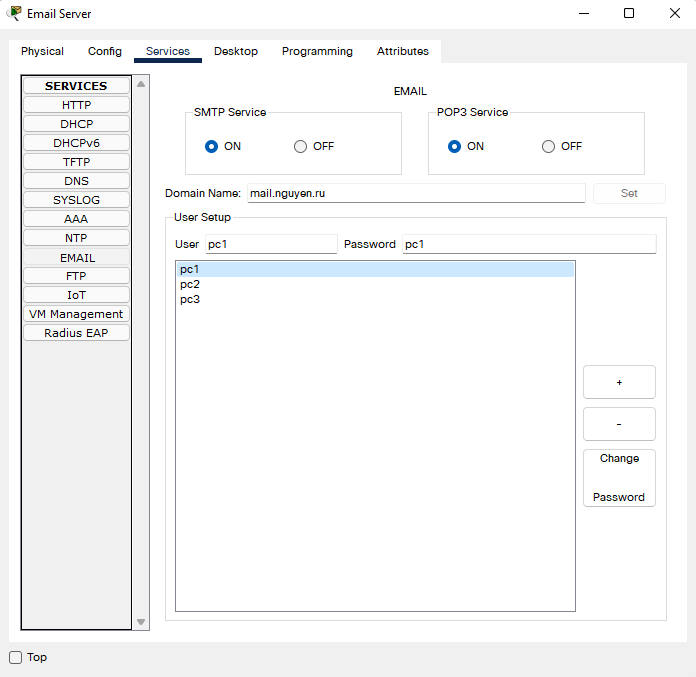 Email Server
Physical Config Services Desktop Programming Attributes
SERVICES
HTTP
DHCP
DHCPv6
TFTP
DNS
SYSLOG
AAA
NTP
EMAIL
FTP
IoT
VM Management
Radius EAP
EMAIL
SMTP Service
ON OFF
POP3 Service
ON OFF
Domain Name: mail.nguyen.ru Set
User Setup
User pc1 Password pc1
pc1
pc2
pc3
+
-
Change
Password
Top